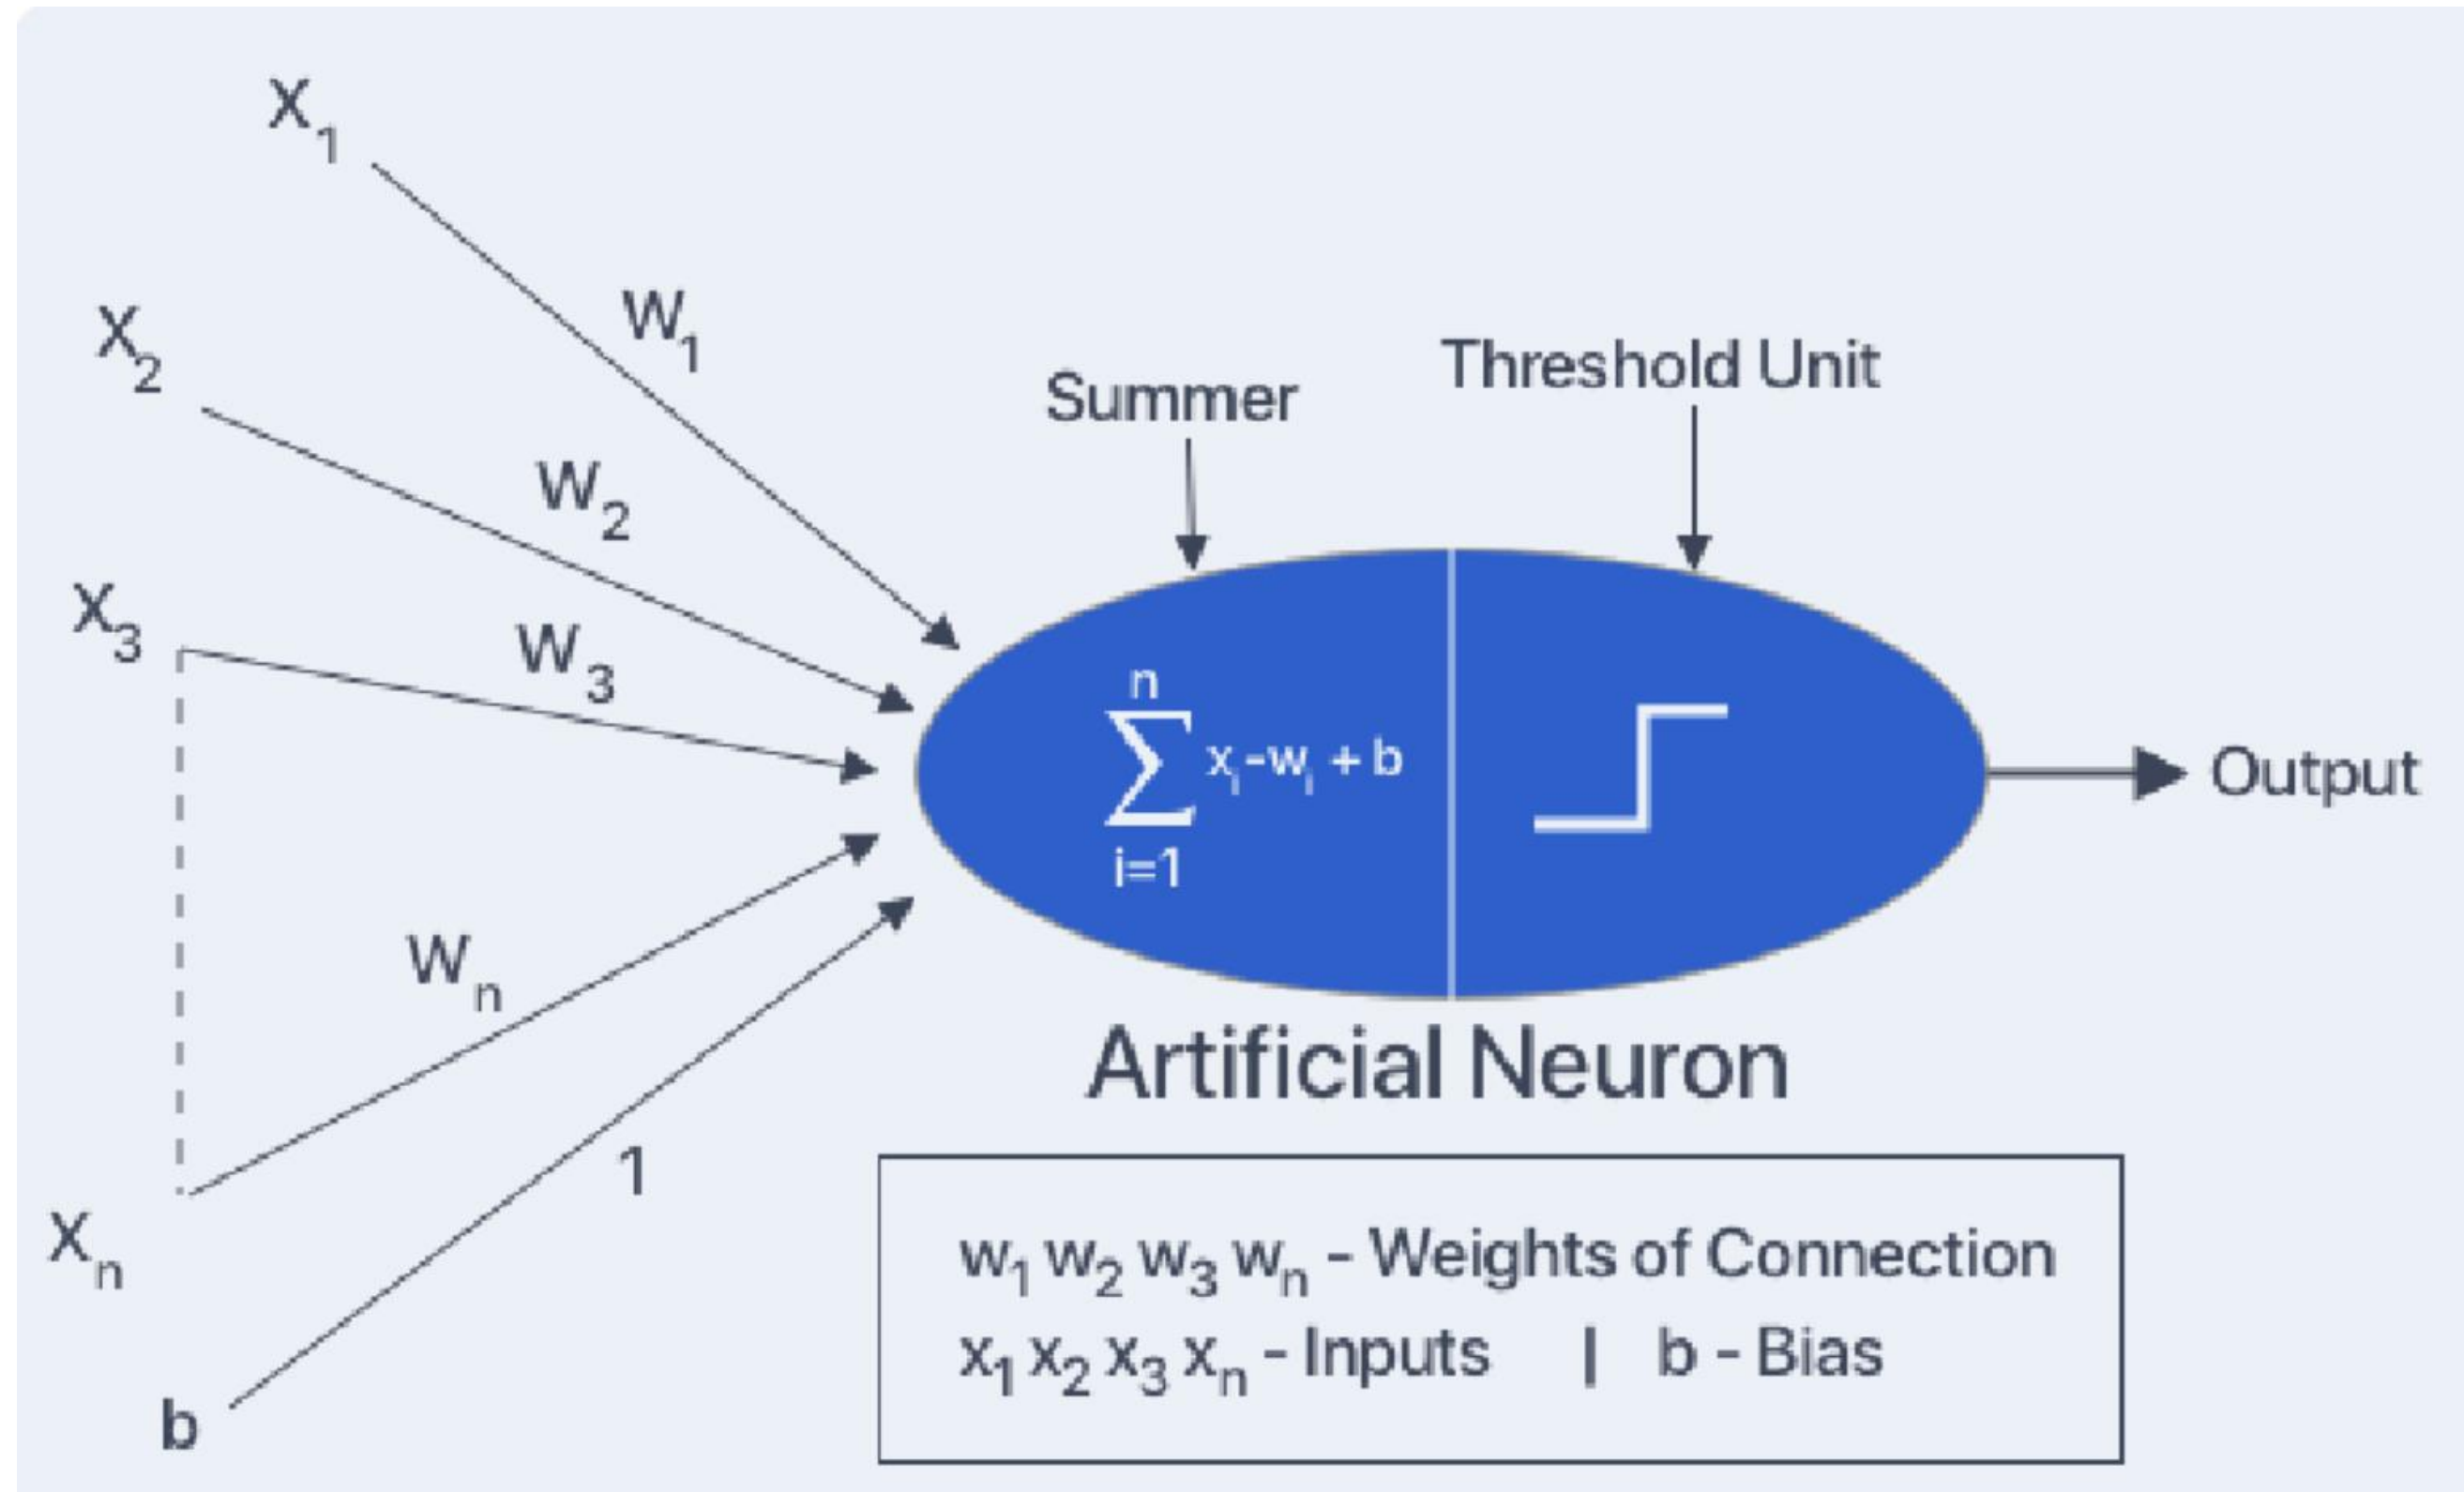 x1
w1
x2
w2
Summer
Threshold Unit
x3
w3
n
∑ xi-wi + b
i=1
Output
wn
xn
1
b
Artificial Neuron
w1 w2 w3 wn - Weights of Connection
x1 x2 x3 xn - Inputs | b - Bias